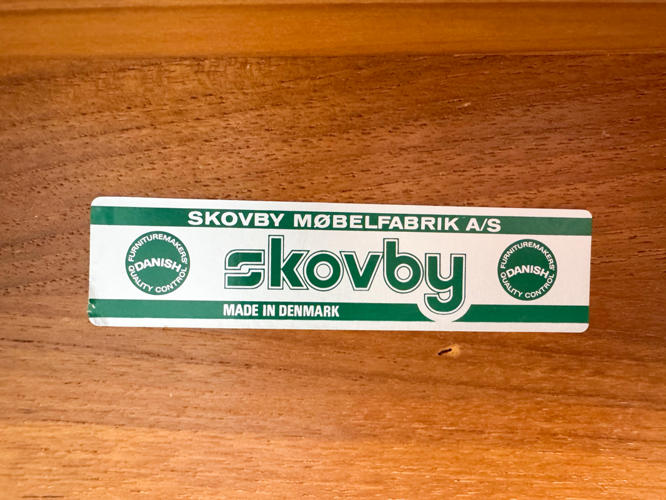 SKOVBY MØBELFABRIK A/S
FURNITUREMAKERS'
DANISH
QUALITY CONTROL
skovby
FURNITUREMAKERS'
DANISH
QUALITY CONTROL
MADE IN DENMARK